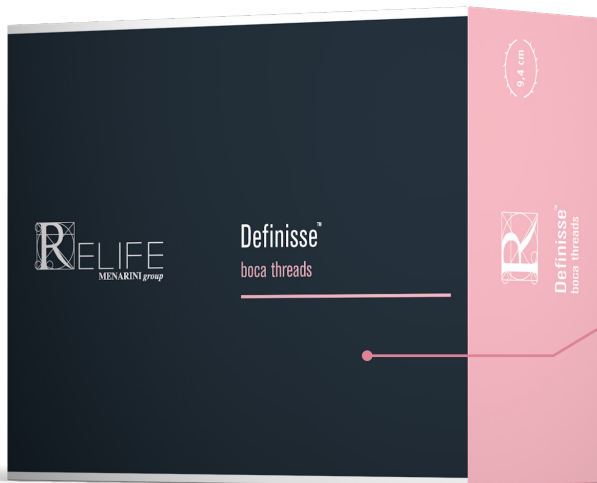 RELIFE
MENARINI group
Definisse™
boca threads
9,4 cm
R
Definisse™
boca threads